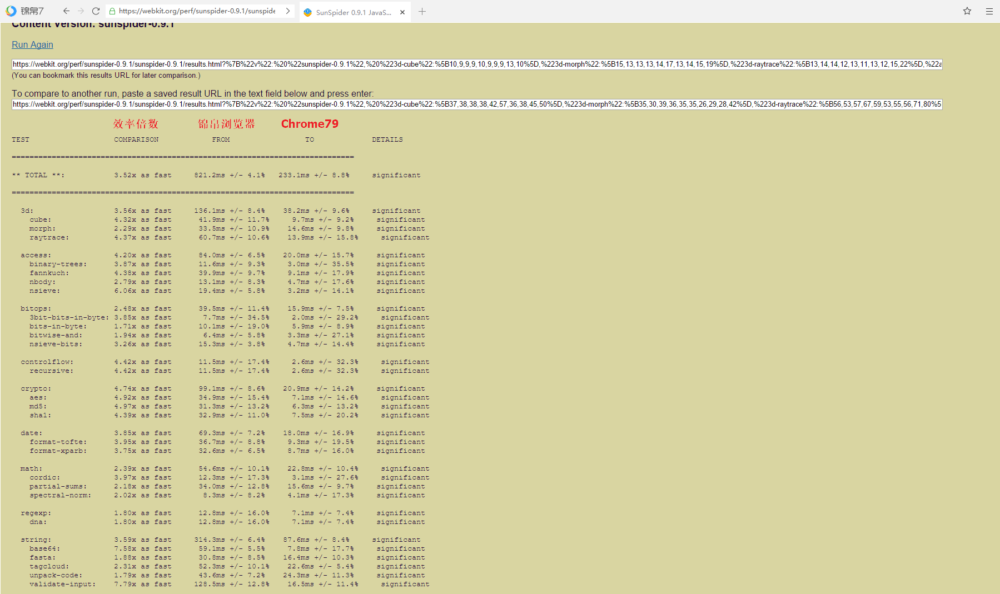 锦帛7 https://webkit.org/perf/sunspider-0.9.1/sunspide SunSpider 0.9.1 JavaS...
Content Version: sunspider-0.9.1
Run Again
https://webkit.org/perf/sunspider-0.9.1/sunspider-0.9.1/results.html?%7B%22v%22:%20%22sunspider-0.9.1%22,%20%223d-cube%22:%5B10,9,9,9,10,9,9,9,13,10%5D,%223d-morph%22:%5B15,13,13,13,14,17,13,14,15,19%5D,%223d-raytrace%22:%5B13,14,14,12,13,11,13,12,15,22%5D,%22a
(You can bookmark this results URL for later comparison.)
To compare to another run, paste a saved result URL in the text field below and press enter:
https://webkit.org/perf/sunspider-0.9.1/sunspider-0.9.1/results.html?%7B%22v%22:%20%22sunspider-0.9.1%22,%20%223d-cube%22:%5B37,38,38,38,42,57,36,38,45,50%5D,%223d-morph%22:%5B35,30,39,36,35,35,26,29,28,42%5D,%223d-raytrace%22:%5B56,53,57,67,59,53,55,56,71,80%5
效率倍数 锦帛浏览器 Chrome79
TEST COMPARISON FROM TO DETAILS
=============================================================================
** TOTAL **: 3.52x as fast 821.2ms +/- 4.1% 233.1ms +/- 8.8% significant
=============================================================================
3d: 3.56x as fast 136.1ms +/- 8.4% 38.2ms +/- 9.6% significant
cube: 4.32x as fast 41.9ms +/- 11.7% 9.7ms +/- 9.2% significant
morph: 2.29x as fast 33.5ms +/- 10.9% 14.6ms +/- 9.8% significant
raytrace: 4.37x as fast 60.7ms +/- 10.6% 13.9ms +/- 15.8% significant
access: 4.20x as fast 84.0ms +/- 6.5% 20.0ms +/- 15.7% significant
binary-trees: 3.87x as fast 11.6ms +/- 9.3% 3.0ms +/- 35.5% significant
fannkuch: 4.38x as fast 39.9ms +/- 9.7% 9.1ms +/- 17.9% significant
nbody: 2.79x as fast 13.1ms +/- 8.3% 4.7ms +/- 17.6% significant
nsieve: 6.06x as fast 19.4ms +/- 5.8% 3.2ms +/- 14.1% significant
bitops: 2.48x as fast 39.5ms +/- 11.4% 15.9ms +/- 7.5% significant
3bit-bits-in-byte: 3.85x as fast 7.7ms +/- 34.5% 2.0ms +/- 29.2% significant
bits-in-byte: 1.71x as fast 10.1ms +/- 19.0% 5.9ms +/- 8.9% significant
bitwise-and: 1.94x as fast 6.4ms +/- 5.8% 3.3ms +/- 27.1% significant
nsieve-bits: 3.26x as fast 15.3ms +/- 3.8% 4.7ms +/- 14.4% significant
controlflow: 4.42x as fast 11.5ms +/- 17.4% 2.6ms +/- 32.3% significant
recursive: 4.42x as fast 11.5ms +/- 17.4% 2.6ms +/- 32.3% significant
crypto: 4.74x as fast 99.1ms +/- 8.6% 20.9ms +/- 14.2% significant
aes: 4.92x as fast 34.9ms +/- 15.4% 7.1ms +/- 14.6% significant
md5: 4.97x as fast 31.3ms +/- 13.2% 6.3ms +/- 13.2% significant
sha1: 4.39x as fast 32.9ms +/- 11.0% 7.5ms +/- 20.2% significant
date: 3.85x as fast 69.3ms +/- 7.2% 18.0ms +/- 16.9% significant
format-tofte: 3.95x as fast 36.7ms +/- 8.8% 9.3ms +/- 19.5% significant
format-xparb: 3.75x as fast 32.6ms +/- 6.5% 8.7ms +/- 16.0% significant
math: 2.39x as fast 54.6ms +/- 10.1% 22.8ms +/- 10.4% significant
cordic: 3.97x as fast 12.3ms +/- 17.3% 3.1ms +/- 27.6% significant
partial-sums: 2.18x as fast 34.0ms +/- 12.8% 15.6ms +/- 9.7% significant
spectral-norm: 2.02x as fast 8.3ms +/- 8.2% 4.1ms +/- 17.3% significant
regexp: 1.80x as fast 12.8ms +/- 16.0% 7.1ms +/- 7.4% significant
dna: 1.80x as fast 12.8ms +/- 16.0% 7.1ms +/- 7.4% significant
string: 3.59x as fast 314.3ms +/- 6.4% 87.6ms +/- 8.4% significant
base64: 7.58x as fast 59.1ms +/- 5.5% 7.8ms +/- 17.7% significant
fasta: 1.88x as fast 30.8ms +/- 8.5% 16.4ms +/- 10.3% significant
tagcloud: 2.31x as fast 52.3ms +/- 10.1% 22.6ms +/- 5.4% significant
unpack-code: 1.79x as fast 43.6ms +/- 7.2% 24.3ms +/- 11.3% significant
validate-input: 7.79x as fast 128.5ms +/- 12.8% 16.5ms +/- 11.4% significant